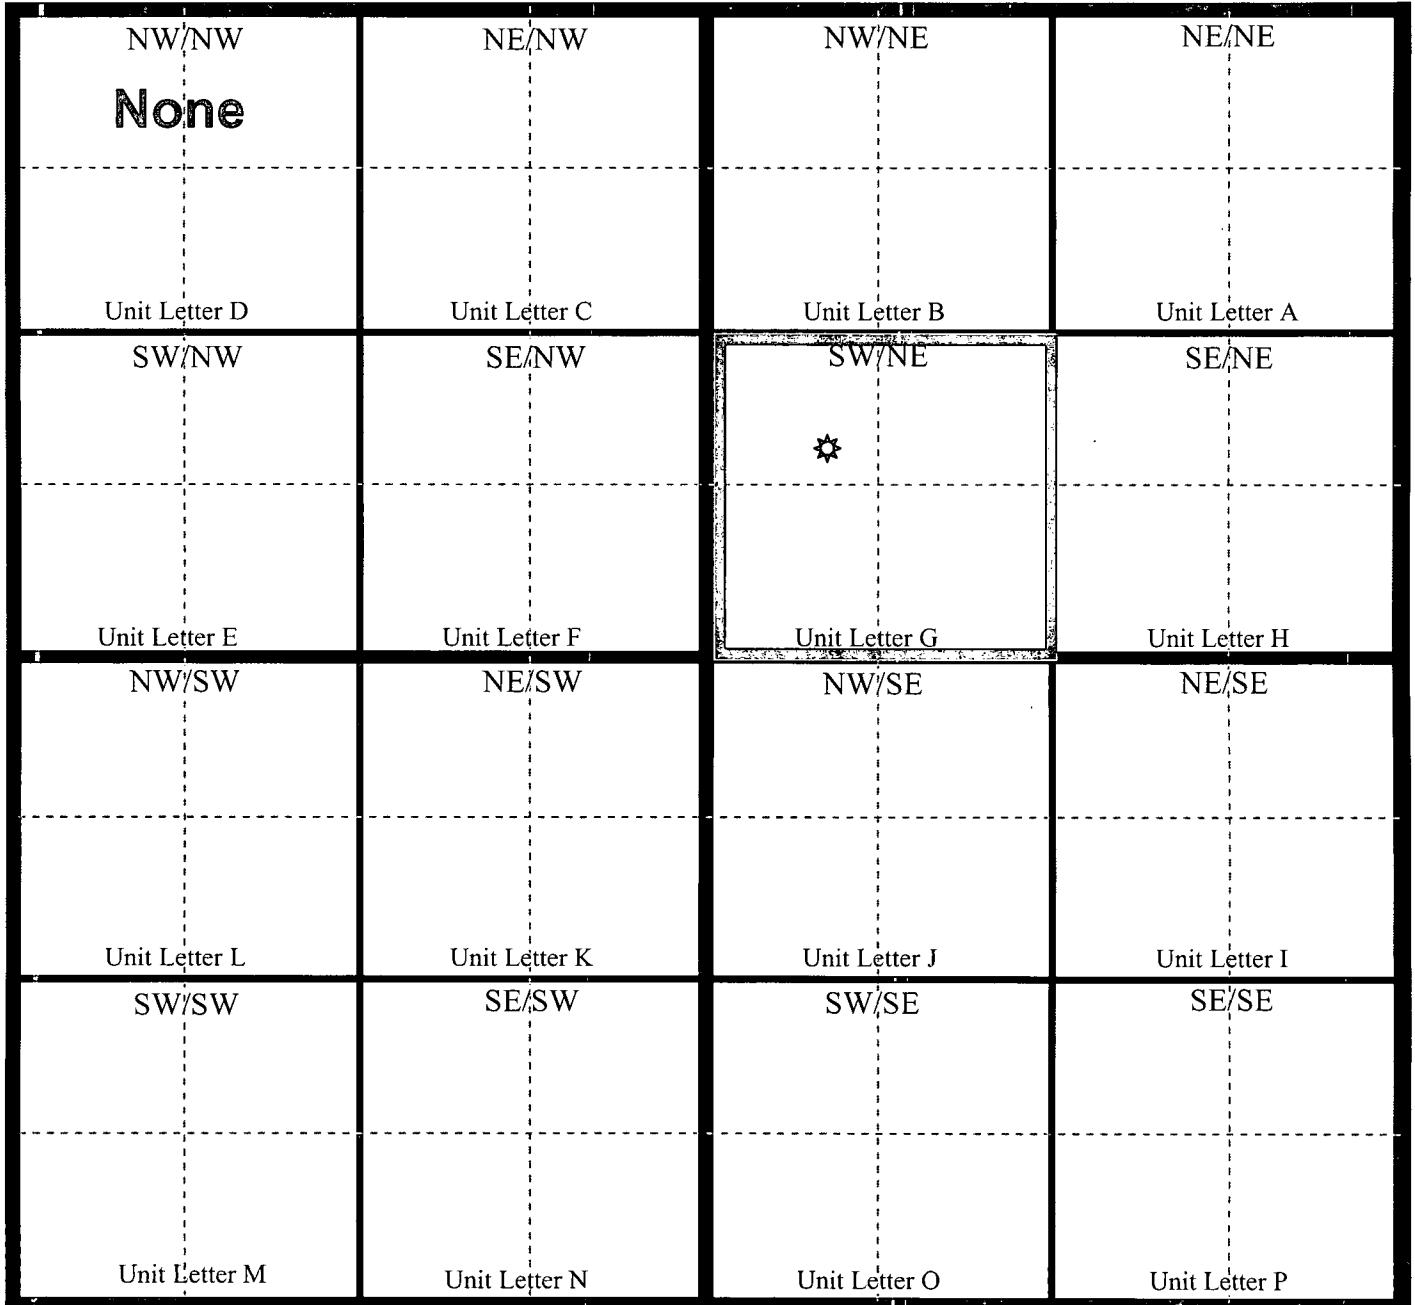 NW/NW NE/NW NW/NE NE/NE
None
Unit Letter D Unit Letter C Unit Letter B Unit Letter A
SW/NW SE/NW SW/NE SE/NE
Unit Letter E Unit Letter F Unit Letter G Unit Letter H
NW/SW NE/SW NW/SE NE/SE
Unit Letter L Unit Letter K Unit Letter J Unit Letter I
SW/SW SE/SW SW/SE SE/SE
Unit Letter M Unit Letter N Unit Letter O Unit Letter P